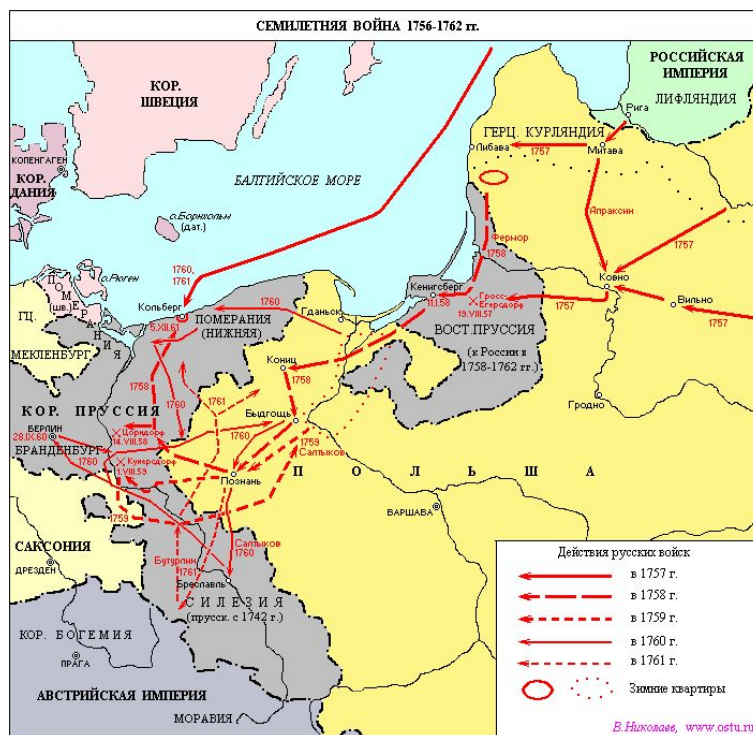 СЕМИЛЕТНЯЯ ВОЙНА 1756-1762 гг.
КОР.
ШВЕЦИЯ
РОССИЙСКАЯ
ИМПЕРИЯ
ЛИФЛЯНДИЯ
Рига
ГЕРЦ. КУРЛЯНДИЯ
Либава
1757
Митава
КОПЕНГАГЕН
КОР.
ДАНИЯ
БАЛТИЙСКОЕ МОРЕ
о.Борнхольм
(дат.)
Апраксин
Фермор
1758
1757
о.Рюген
1760,
1761
Ковно
ПОМЕРАНИЯ
(шв.)
Кольберг
5.XII.61
1760
Гданьск
Кенигсберг
11.I.58
Гросс-
Егерсдорф
19.VIII.57
1757
Вильно
1757
ГЦ.
МЕКЛЕНБУРГ
ПОМЕРАНИЯ
(НИЖНЯЯ)
ВОСТ.ПРУССИЯ
(к России в
1758-1762 гг.)
Кониц
1758
1758
1760
1761
Гродно
КОР. ПРУССИЯ
БЕРЛИН
28.IX.60
БРАНДЕНБУРГ
Цорндорф
14.VIII.58
Быдгощь
1760
1759
Салтыков
1760
Кунерсдорф
1.VIII.59
Познань
ПОЛЬША
ВАРШАВА
1759
САКСОНИЯ
ДРЕЗДЕН
Бутурлин
1761
Салтыков
1760
Бреславль
СИЛЕЗИЯ
(прусск. с 1742 г.)
КОР. БОГЕМИЯ
ПРАГА
АВСТРИЙСКАЯ ИМПЕРИЯ
МОРАВИЯ
Действия русских войск
в 1757 г.
в 1758 г.
в 1759 г.
в 1760 г.
в 1761 г.
Зимние квартиры
В.Николаев, www.ostu.ru